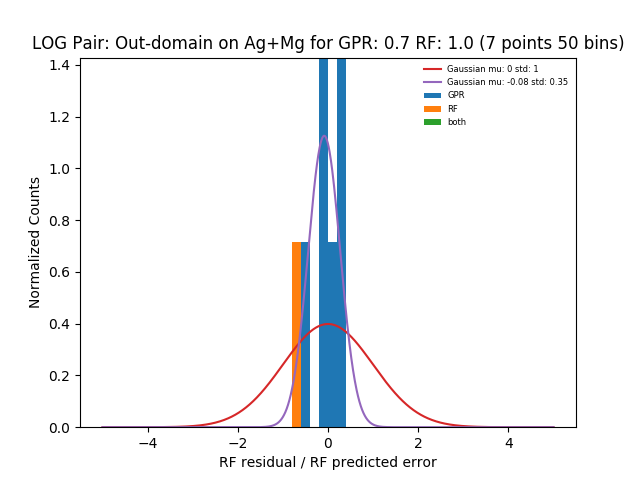 LOG Pair: Out-domain on Ag+Mg for GPR: 0.7 RF: 1.0 (7 points 50 bins)
Gaussian mu: 0 std: 1
Gaussian mu: -0.08 std: 0.35
GPR
RF
both
Normalized Counts
1.4
1.2
1.0
0.8
0.6
0.4
0.2
0.0
−4 −2 0 2 4
RF residual / RF predicted error